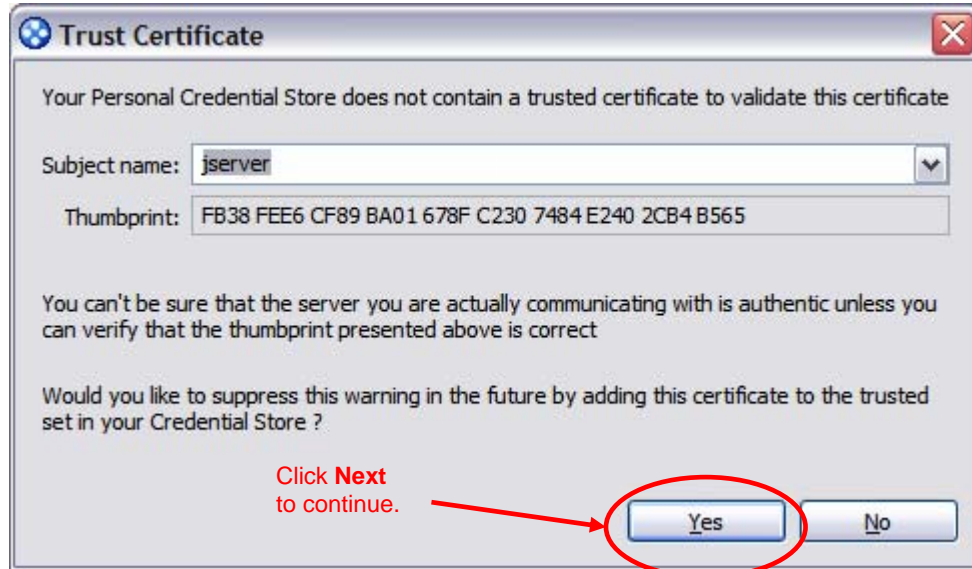 Trust Certificate
Your Personal Credential Store does not contain a trusted certificate to validate this certificate
Subject name: jserver
Thumbprint: FB38 FEE6 CF89 BA01 678F C230 7484 E240 2CB4 B565
You can't be sure that the server you are actually communicating with is authentic unless you
can verify that the thumbprint presented above is correct
Would you like to suppress this warning in the future by adding this certificate to the trusted
set in your Credential Store ?
Click Next
to continue.
Yes No